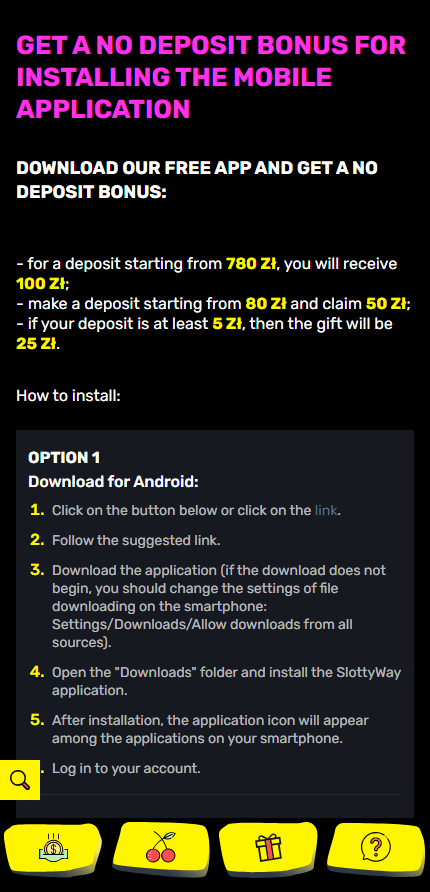 GET A NO DEPOSIT BONUS FOR
INSTALLING THE MOBILE
APPLICATION
DOWNLOAD OUR FREE APP AND GET A NO
DEPOSIT BONUS:
- for a deposit starting from 780 Zł, you will receive
100 Zł;
- make a deposit starting from 80 Zł and claim 50 Zł;
- if your deposit is at least 5 Zł, then the gift will be
25 Zł.
How to install:
OPTION 1
Download for Android:
1. Click on the button below or click on the link.
2. Follow the suggested link.
3. Download the application (if the download does not
begin, you should change the settings of file
downloading on the smartphone:
Settings/Downloads/Allow downloads from all
sources).
4. Open the "Downloads" folder and install the SlottyWay
application.
5. After installation, the application icon will appear
among the applications on your smartphone.
. Log in to your account.